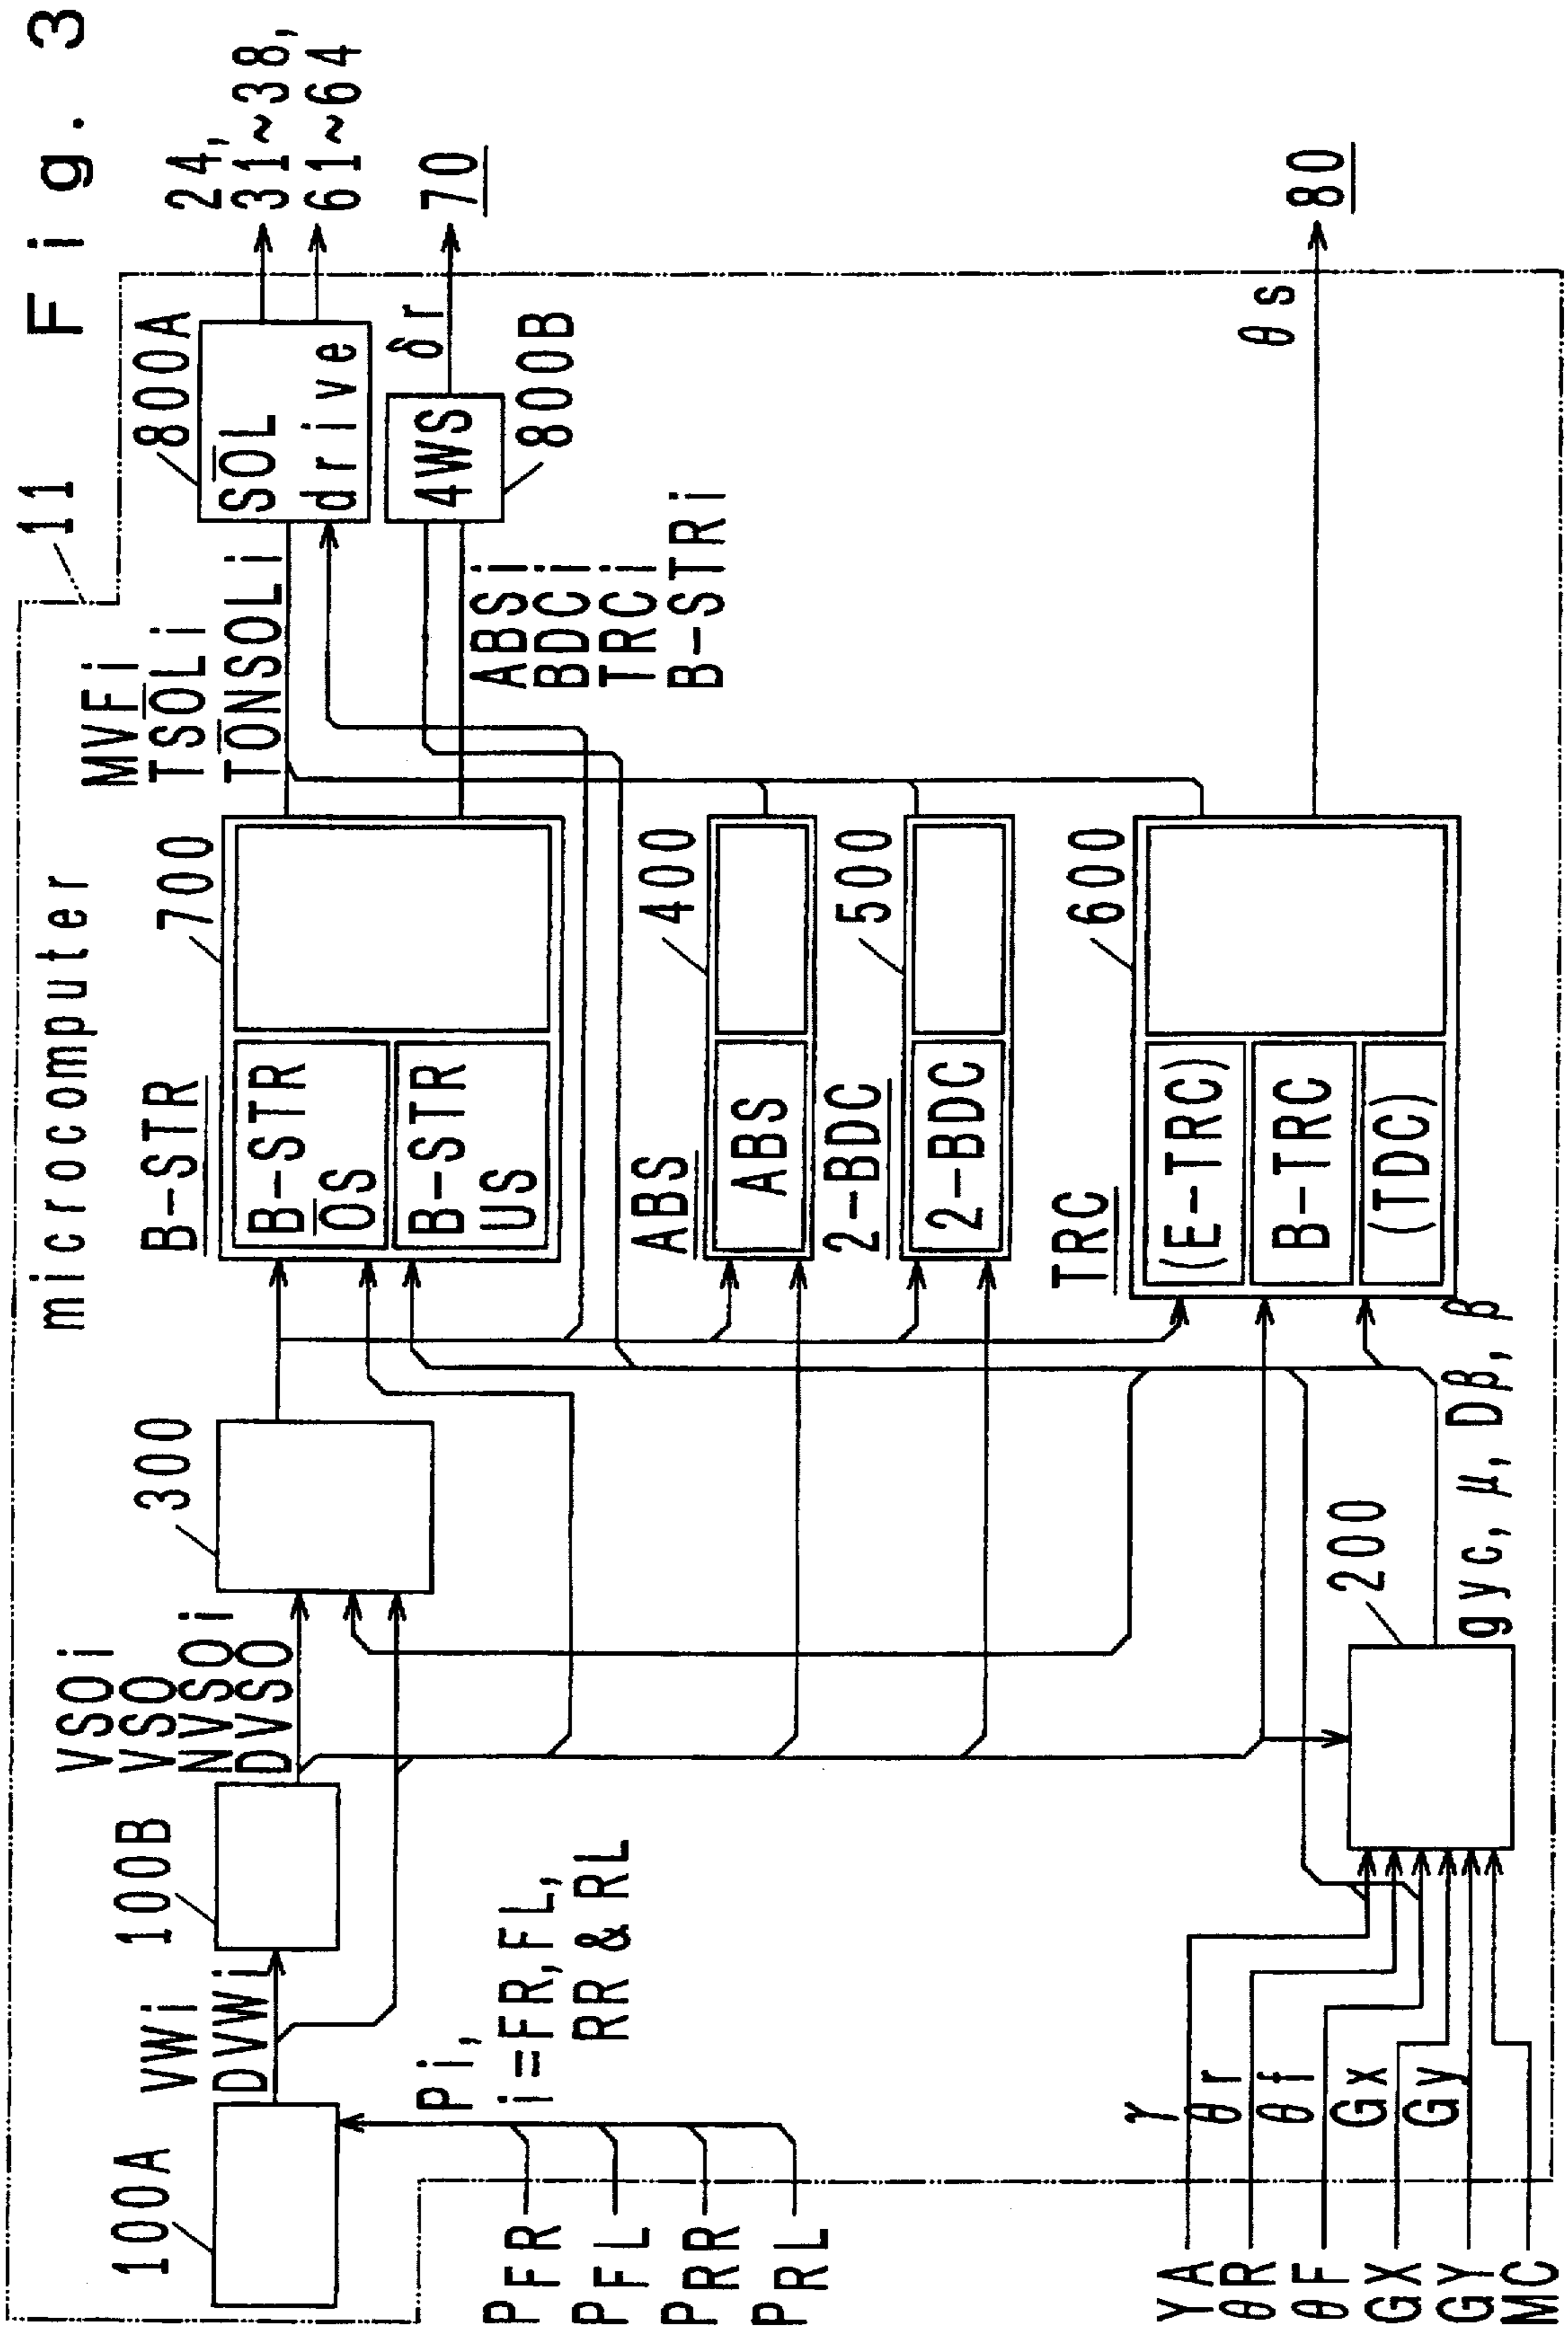 Fig. 3
microcomputer
11
100A
VWi
DVWi
100B
VSOi
VSO
NVSOi
DVSO
300
B-STR
700
B-STR
OS
B-STR
US
MVFi
TSOLi
TONSOLi
800A
SOL
drive
24,
31~38,
61~64
4WS
800B
δr
70
ABSi
BDCi
TRCi
B-STRi
ABS
400
ABS
2-BDC
500
2-BDC
TRC
600
(E-TRC)
B-TRC
(TDC)
θs
80
Pi,
i=FR,FL,
RR & RL
PFR
PFL
PRR
PRL
YA
θR
θF
GX
GY
MC
γ
θr
θf
Gx
Gy
200
gyc, μ, Dβ, β